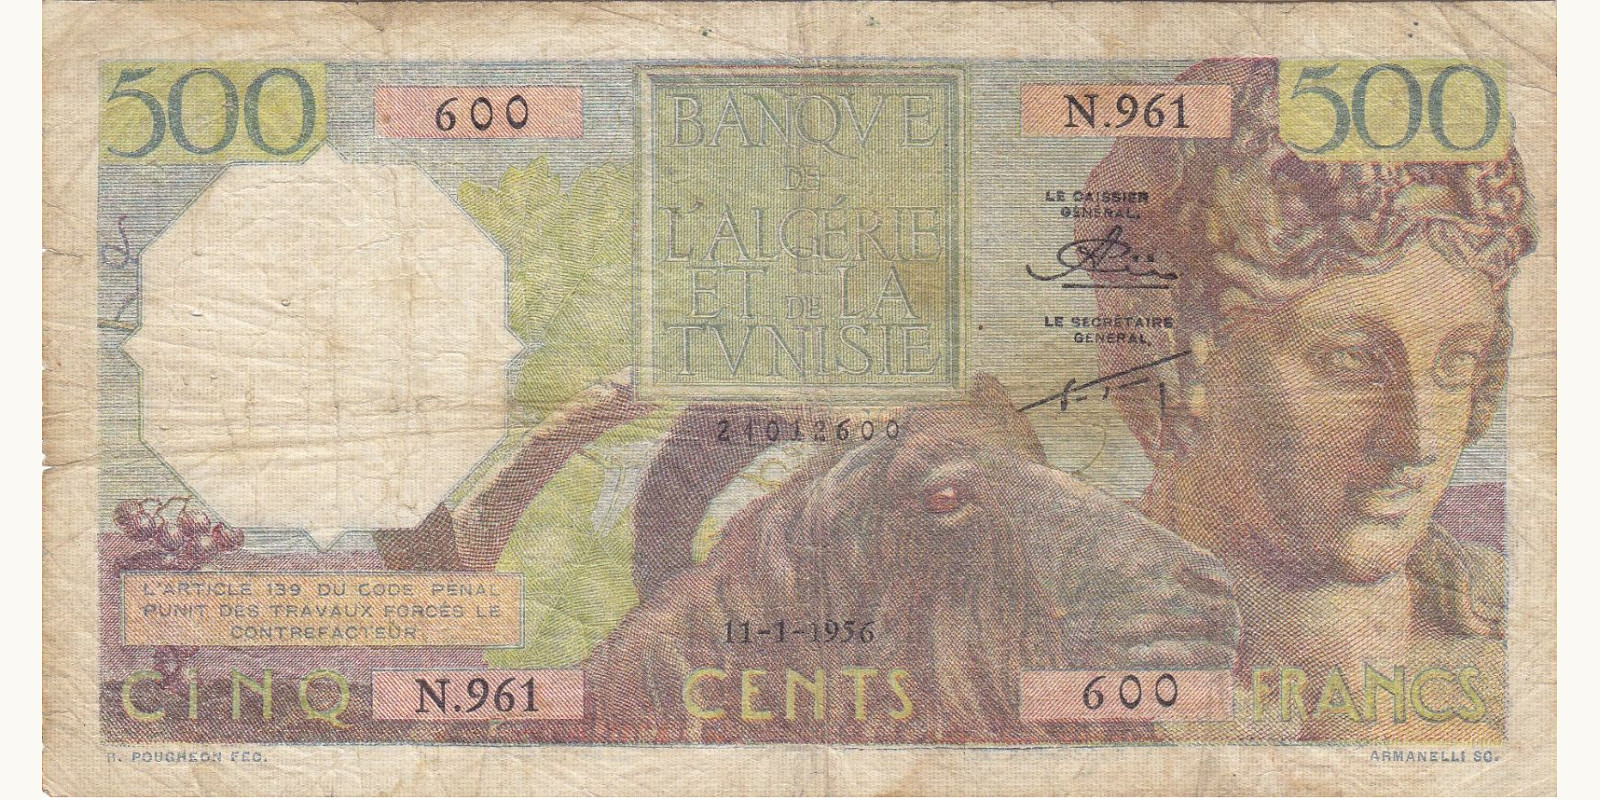 500
600
N.961
500
BANQVE
DE
L'ALGÉRIE
ET DE LA
TVNISIE
LE CAISSIER
GÉNÉRAL,
LE SECRÉTAIRE
GÉNÉRAL,
24012600
L'ARTICLE 139 DU CODE PENAL
PUNIT DES TRAVAUX FORCÉS LE
CONTREFACTEUR
11-1-1956
CINQ
N.961
CENTS
600
FRANCS
R. POUGHEON FEC.
ARMANELLI SC.